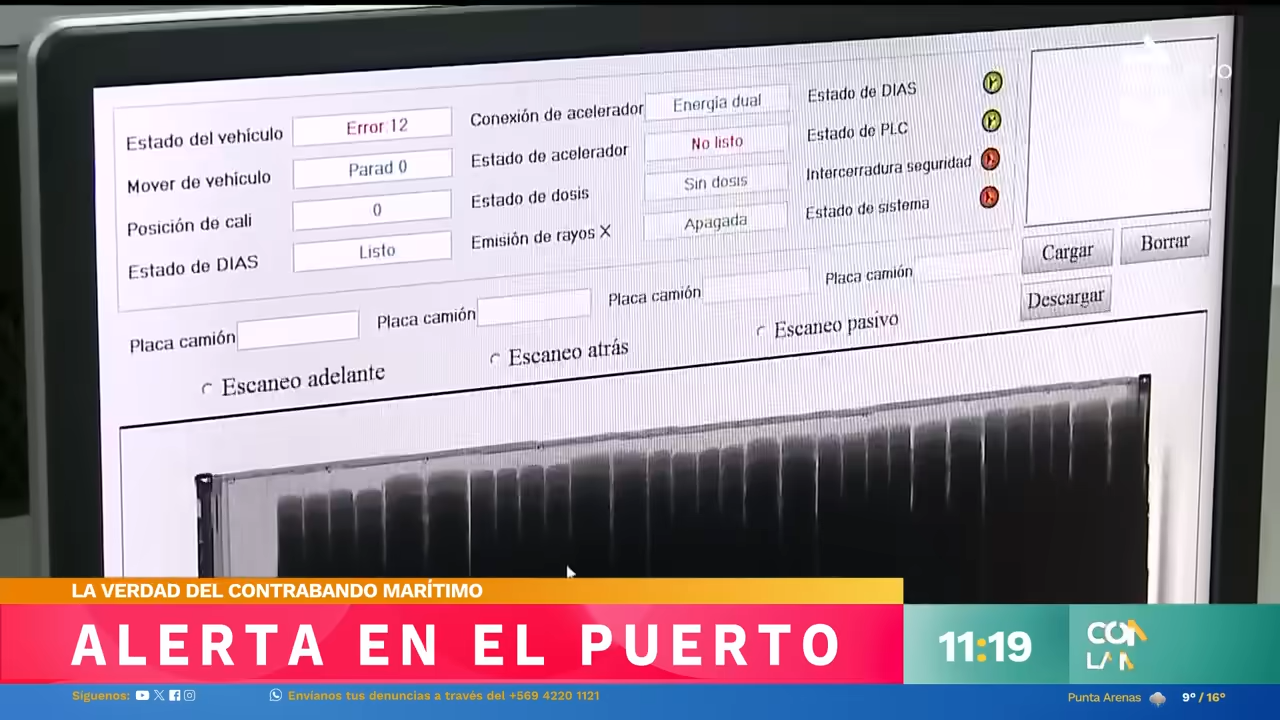 Estado del vehículo Error 12
Mover de vehículo Parad 0
Posición de cali 0
Estado de DIAS Listo
Conexión de acelerador Energía dual
Estado de acelerador No listo
Estado de dosis Sin dosis
Emisión de rayos X Apagada
Estado de DIAS
Estado de PLC
Intercerradura seguridad
Estado de sistema
Cargar Borrar
Descargar
Placa camión Placa camión Placa camión Placa camión
Escaneo adelante Escaneo atrás Escaneo pasivo
LA VERDAD DEL CONTRABANDO MARÍTIMO
ALERTA EN EL PUERTO
11:19
Síguenos:
Envíanos tus denuncias a través del +569 4220 1121
Punta Arenas 9° / 16°